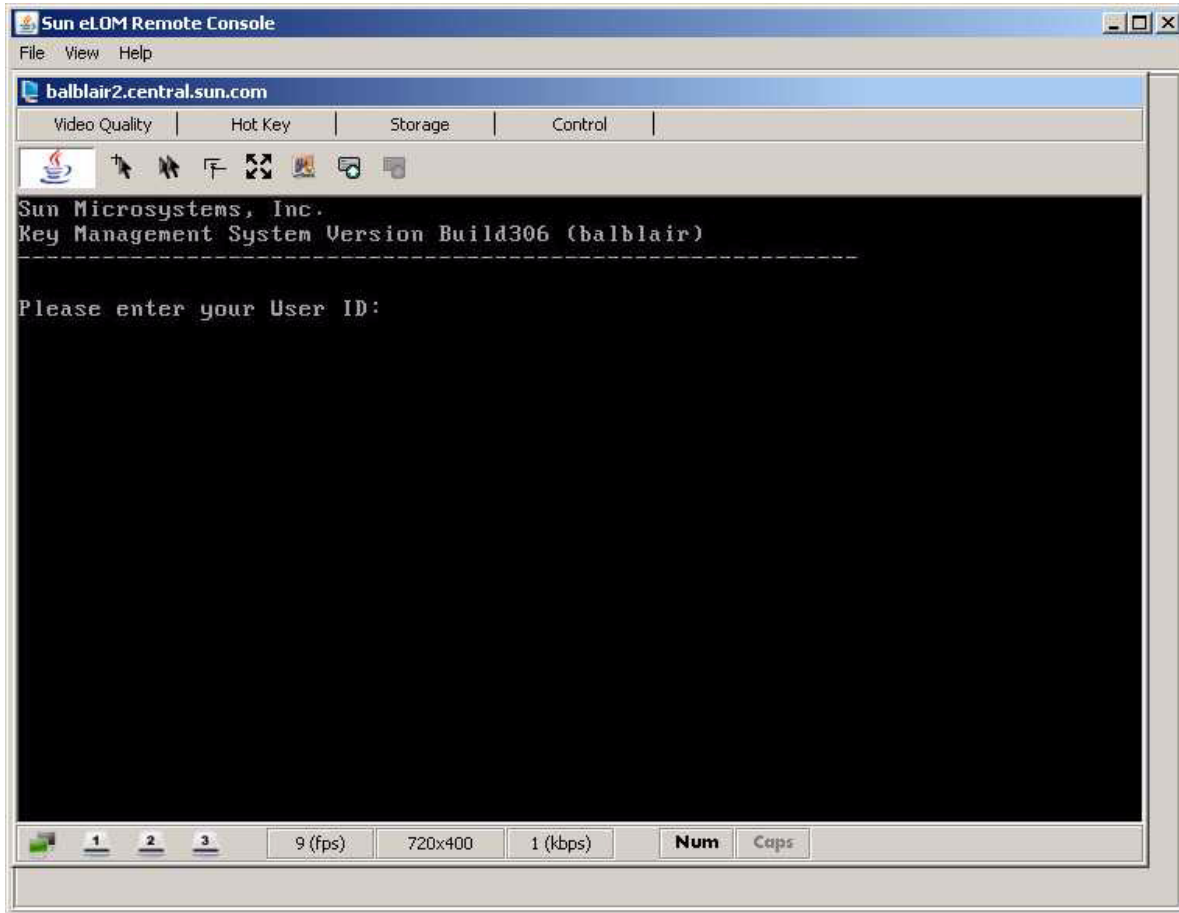 Sun eLOM Remote Console
File View Help
balblair2.central.sun.com
Video Quality | Hot Key | Storage | Control |
Sun Microsystems, Inc.
Key Management System Version Build306 (balblair)
------------------------------------------------------------
Please enter your User ID:
1 2 3 9 (fps) 720x400 1 (kbps) Num Caps